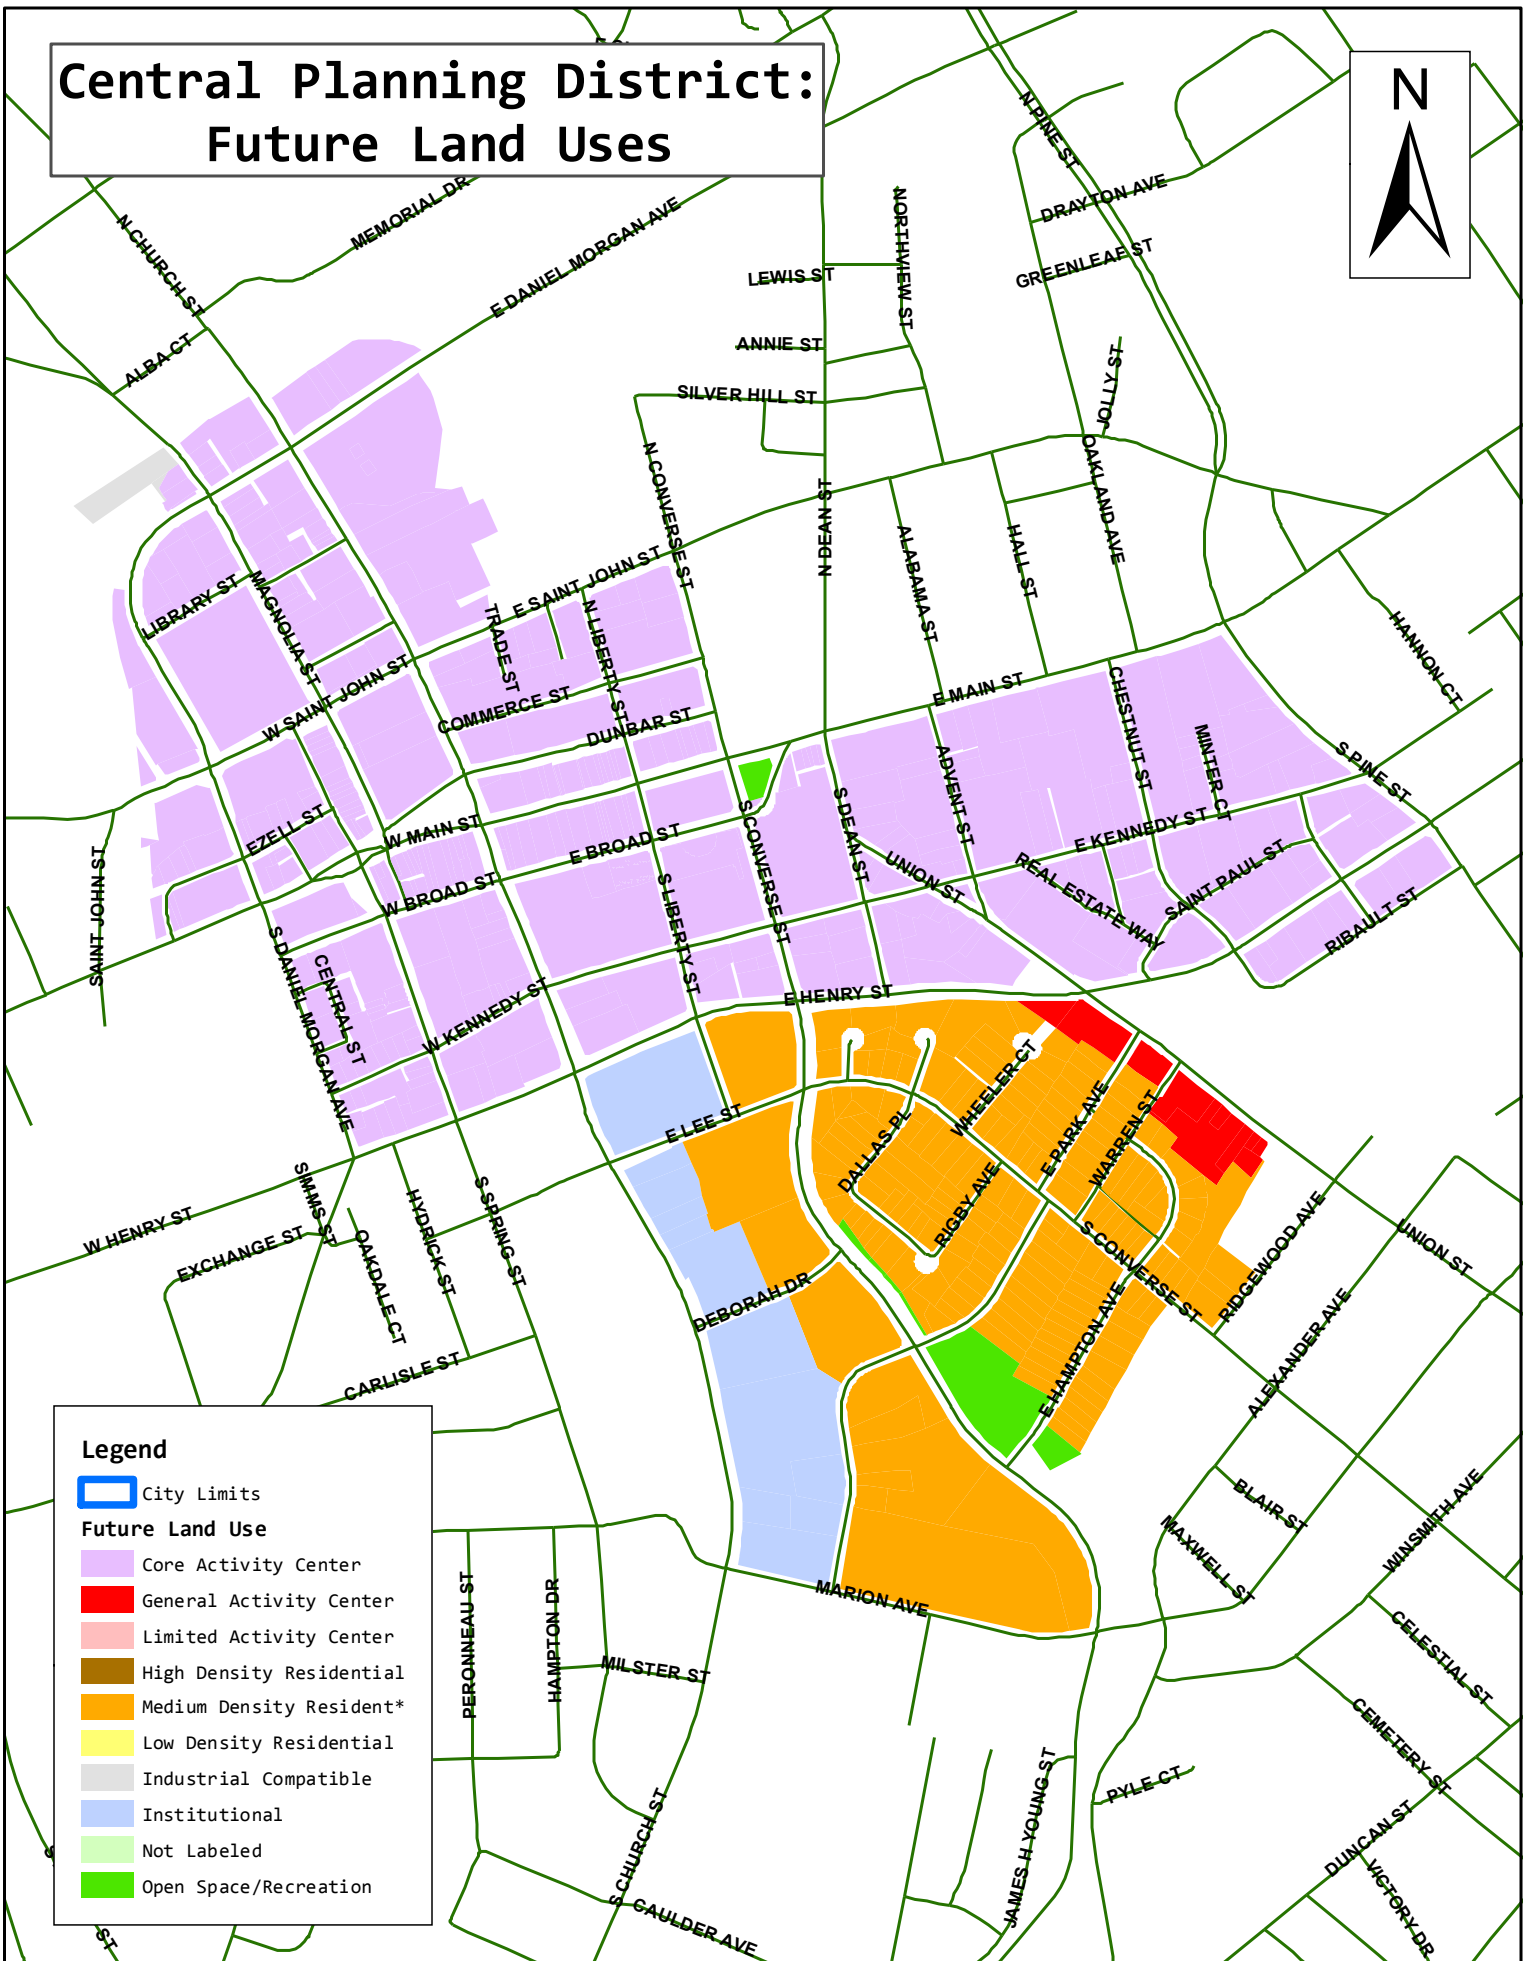 Central Planning District:
Future Land Uses
N
N PINE ST
DRAYTON AVE
GREENLEAF ST
NORTHVIEW ST
MEMORIAL DR
N CHURCH ST
E DANIEL MORGAN AVE
LEWIS ST
ANNIE ST
ALBA CT
SILVER HILL ST
JOLLY ST
N CONVERSE ST
OAKLAND AVE
N DEAN ST
ALABAMA ST
HALL ST
E SAINT JOHN ST
LIBRARY ST
MAGNOLIA ST
TRADE ST
N LIBERTY ST
HANNON CT
W SAINT JOHN ST
COMMERCE ST
DUNBAR ST
E MAIN ST
CHESTNUT ST
MINTER CT
S PINE ST
ADVENT ST
EZELL ST
W MAIN ST
E BROAD ST
S CONVERSE ST
S DEAN ST
E KENNEDY ST
UNION ST
REAL ESTATE WAY
SAINT PAUL ST
RIBAULT ST
SAINT JOHN ST
W BROAD ST
S LIBERTY ST
S DANIEL MORGAN AVE
CENTRAL ST
W KENNEDY ST
E HENRY ST
WHEELER CT
E PARK AVE
WARREN ST
E LEE ST
DALLAS PL
RIGBY AVE
W HENRY ST
EXCHANGE ST
SIMMS ST
OAKDALE CT
HYDRICK ST
S SPRING ST
S CONVERSE ST
RIDGEWOOD AVE
UNION ST
DEBORAH DR
E HAMPTON AVE
ALEXANDER AVE
CARLISLE ST
BLAIR ST
MAXWELL ST
WINSMITH AVE
MARION AVE
PERONNEAU ST
HAMPTON DR
MILSTER ST
CELESTIAL ST
CEMETERY ST
S CHURCH ST
JAMES H YOUNG ST
PYLE CT
DUNCAN ST
VICTORY DR
CAULDER AVE
ST
Legend
City Limits
Future Land Use
Core Activity Center
General Activity Center
Limited Activity Center
High Density Residential
Medium Density Resident*
Low Density Residential
Industrial Compatible
Institutional
Not Labeled
Open Space/Recreation